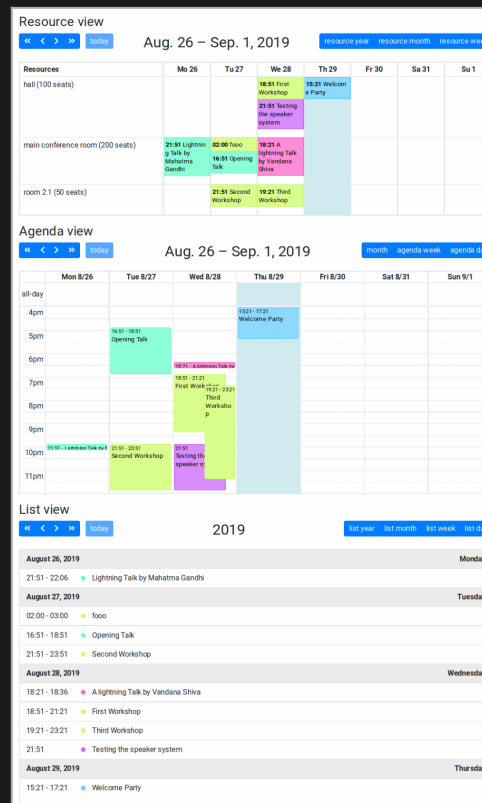 Resource view
today
Aug. 26 – Sep. 1, 2019
resource year resource month resource wee
Resources Mo 26 Tu 27 We 28 Th 29 Fr 30 Sa 31 Su 1
hall (100 seats)
18:51 First
Workshop
21:51 Testing
the speaker
system
15:21 Welcom
e Party
main conference room (200 seats)
21:51 Lightnin
g Talk by
Mahatma
Gandhi
02:00 fooo
16:51 Opening
Talk
18:21 A
lightning Talk
by Vandana
Shiva
room 2.1 (50 seats)
21:51 Second
Workshop
19:21 Third
Workshop
Agenda view
today
Aug. 26 – Sep. 1, 2019
month agenda week agenda da
Mon 8/26 Tue 8/27 Wed 8/28 Thu 8/29 Fri 8/30 Sat 8/31 Sun 9/1
all-day
4pm
15:21 - 17:21
Welcome Party
5pm
16:51 - 18:51
Opening Talk
6pm
18:21 - A lightning Talk by
7pm
18:51 - 21:21
First Workshop
19:21 - 23:21
Third
Worksho
p
8pm
9pm
10pm
21:51 - Lightning Talk by
21:51 - 23:51
Second Workshop
21:51
Testing the
speaker sy
11pm
List view
today
2019
list year list month list week list da
August 26, 2019 Monda
21:51 - 22:06 Lightning Talk by Mahatma Gandhi
August 27, 2019 Tuesda
02:00 - 03:00 fooo
16:51 - 18:51 Opening Talk
21:51 - 23:51 Second Workshop
August 28, 2019 Wednesda
18:21 - 18:36 A lightning Talk by Vandana Shiva
18:51 - 21:21 First Workshop
19:21 - 23:21 Third Workshop
21:51 Testing the speaker system
August 29, 2019 Thursda
15:21 - 17:21 Welcome Party